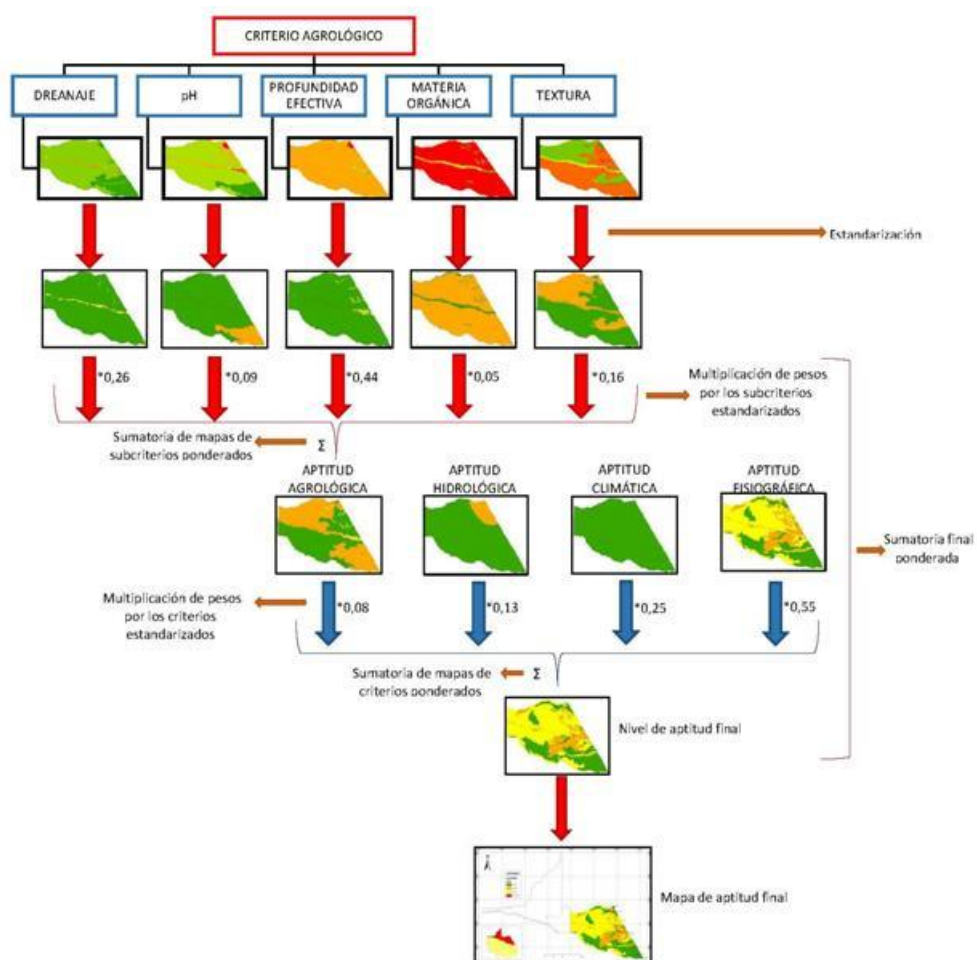 CRITERIO AGROLÓGICO
DREANAJE
pH
PROFUNDIDAD
EFECTIVA
MATERIA
ORGÁNICA
TEXTURA
Estandarización
*0,26
*0,09
*0,44
*0,05
*0,16
Multiplicación de pesos
por los subcriterios
estandarizados
Sumatoria de mapas de
subcriterios ponderados
Σ
APTITUD
AGROLÓGICA
APTITUD
HIDROLÓGICA
APTITUD
CLIMÁTICA
APTITUD
FISIOGRÁFICA
Sumatoria final
ponderada
Multiplicación de pesos
por los criterios
estandarizados
*0,08
*0,13
*0,25
*0,55
Sumatoria de mapas de
criterios ponderados
Σ
Nivel de aptitud final
Mapa de aptitud final